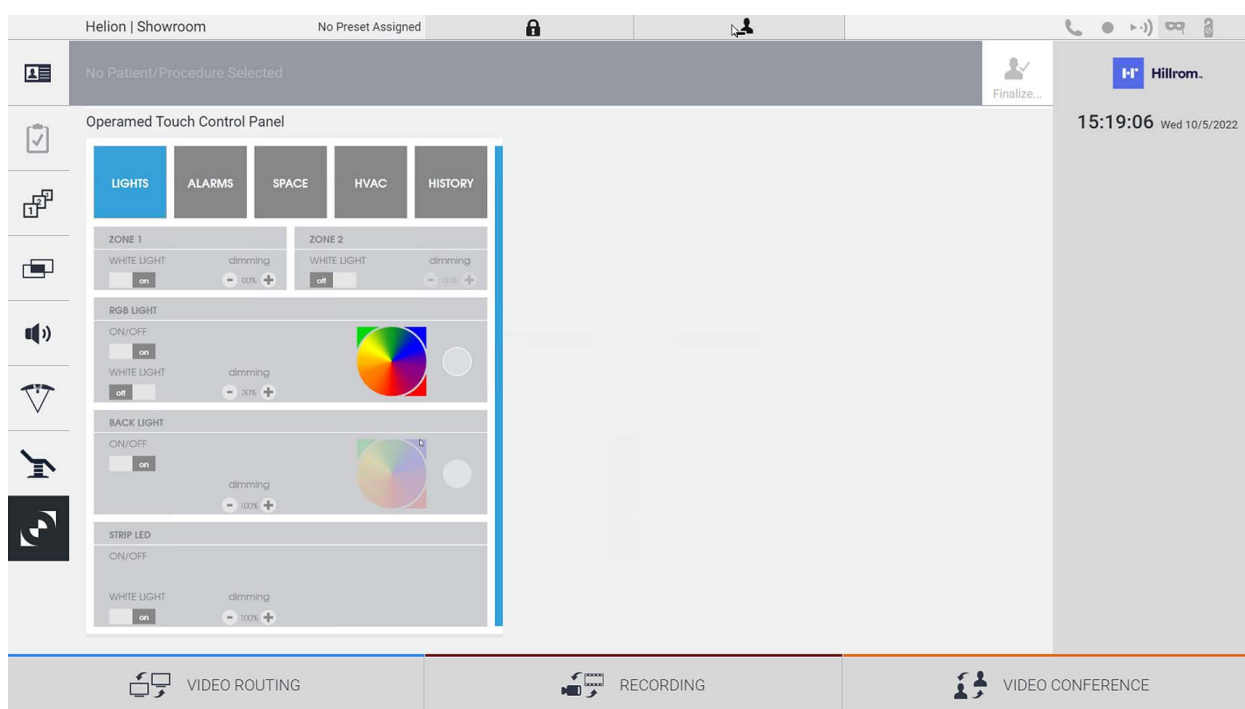 Helion | Showroom
No Preset Assigned
No Patient/Procedure Selected
Finalize...
Hillrom™
15:19:06 Wed 10/5/2022
Operamed Touch Control Panel
LIGHTS ALARMS SPACE HVAC HISTORY
ZONE 1
WHITE LIGHT dimming
on 100%
ZONE 2
WHITE LIGHT dimming
off
RGB LIGHT
ON/OFF
on
WHITE LIGHT dimming
off 30%
BACK LIGHT
ON/OFF
on
dimming
100%
STRIP LED
ON/OFF
WHITE LIGHT dimming
on 100%
VIDEO ROUTING
RECORDING
VIDEO CONFERENCE